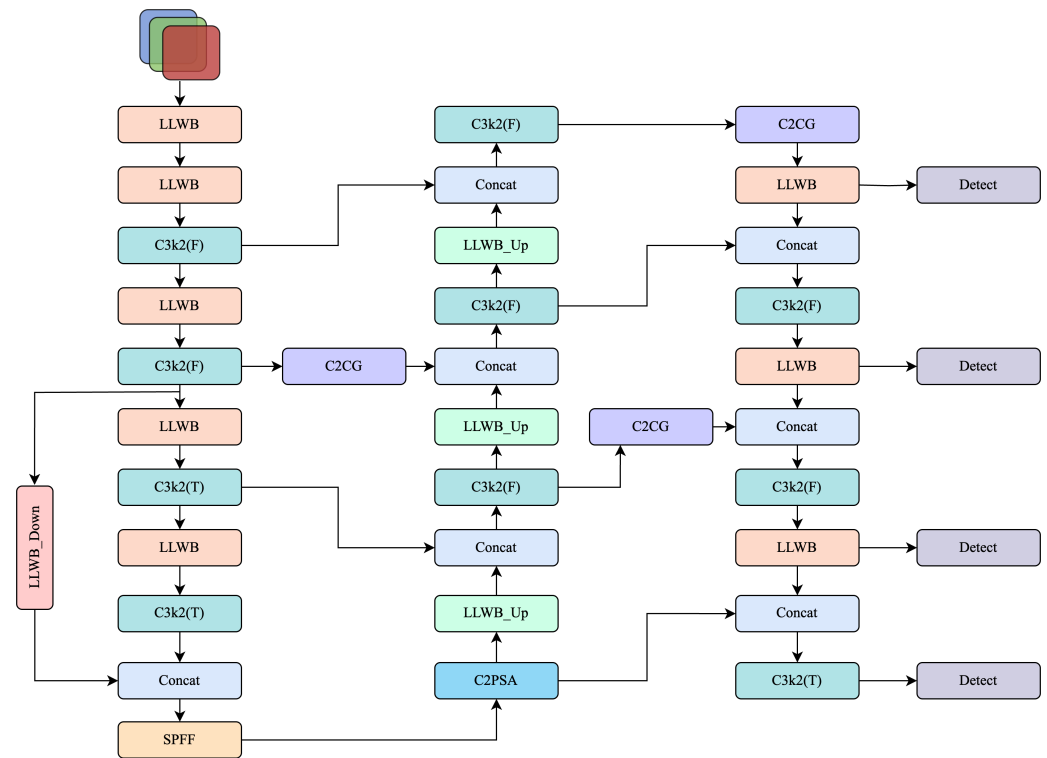 LLWB
LLWB
C3k2(F)
LLWB
C3k2(F)
C2CG
LLWB
C3k2(T)
LLWB
C3k2(T)
LLWB_Down
Concat
SPFF
C3k2(F)
Concat
LLWB_Up
C3k2(F)
Concat
LLWB_Up
C3k2(F)
Concat
LLWB_Up
C2PSA
C2CG
C2CG
LLWB
Detect
Concat
C3k2(F)
LLWB
Detect
Concat
C3k2(F)
LLWB
Detect
Concat
C3k2(T)
Detect